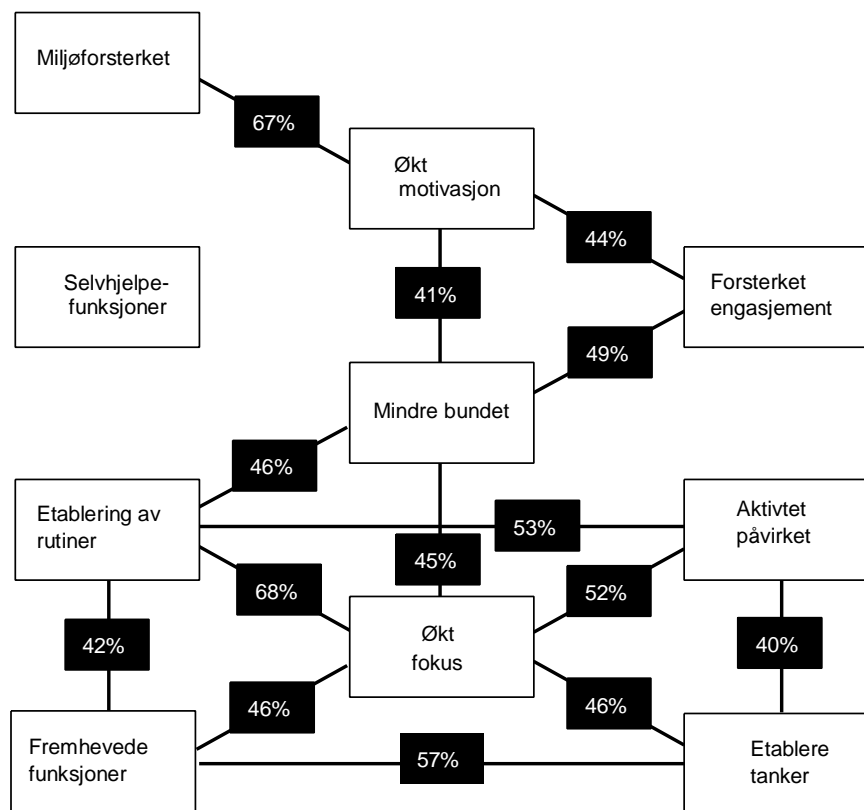 Miljøforsterket
67%
Økt
motivasjon
44%
Selvhjelpe-
funksjoner
41%
Forsterket
engasjement
49%
Mindre bundet
46%
Etablering av
rutiner
53%
Aktivtet
påvirket
45%
68%
52%
42%
Økt
fokus
40%
46%
46%
Fremhevede
funksjoner
57%
Etablere
tanker